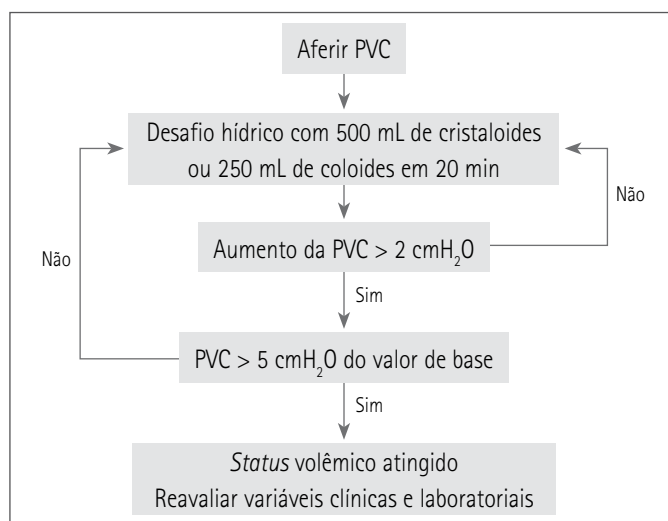 Aferir PVC
Desafio hídrico com 500 mL de cristaloides
ou 250 mL de coloides em 20 min
Não
Aumento da PVC > 2 cmH₂O
Não
Sim
PVC > 5 cmH₂O do valor de base
Sim
Status volêmico atingido
Reavaliar variáveis clínicas e laboratoriais